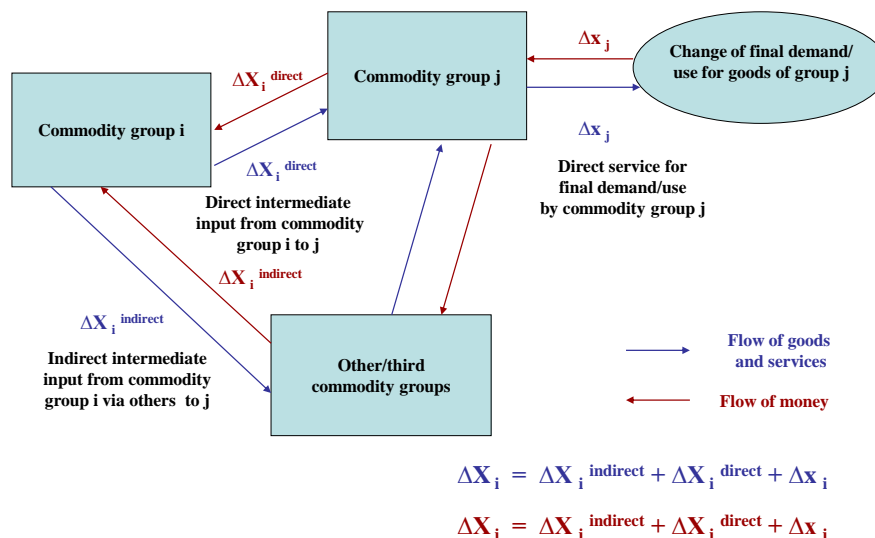 Δx j
Change of final demand/
use for goods of group j
ΔX i direct
Commodity group j
Commodity group i
Δx j
ΔX i direct
Direct service for
final demand/use
by commodity group j
Direct intermediate
input from commodity
group i to j
ΔX i indirect
ΔX i indirect
Indirect intermediate
input from commodity
group i via others to j
Other/third
commodity groups
Flow of goods
and services
Flow of money
ΔX i = ΔX i indirect + ΔX i direct + Δx i
ΔX i = ΔX i indirect + ΔX i direct + Δx i